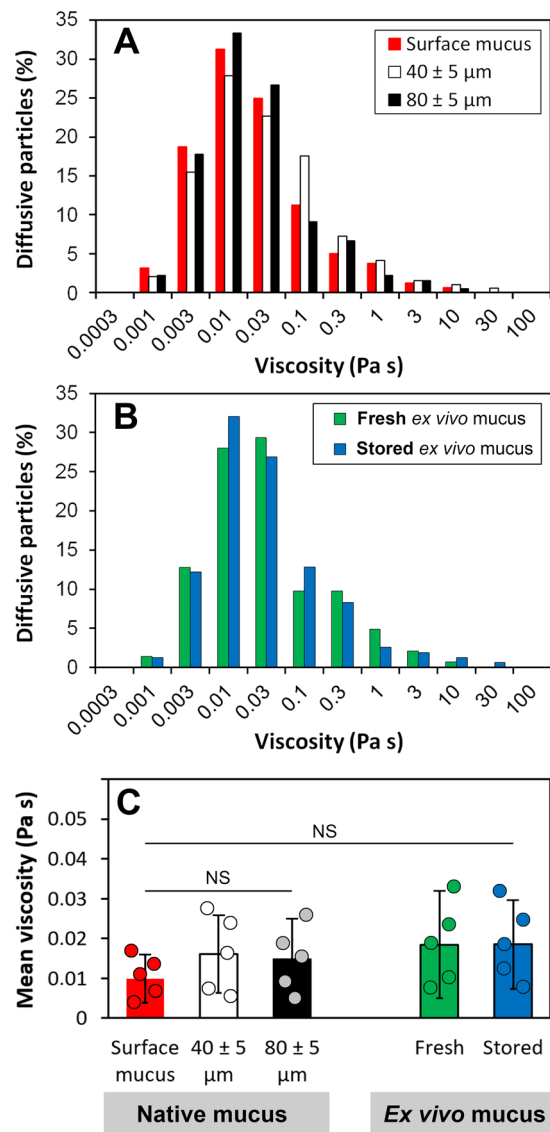 A
Surface mucus
40 ± 5 µm
80 ± 5 µm
Diffusive particles (%)
35
30
25
20
15
10
5
0
0.0003
0.001
0.003
0.01
0.03
0.1
0.3
1
3
10
30
100
Viscosity (Pa s)
B
Fresh ex vivo mucus
Stored ex vivo mucus
Diffusive particles (%)
35
30
25
20
15
10
5
0
0.0003
0.001
0.003
0.01
0.03
0.1
0.3
1
3
10
30
100
Viscosity (Pa s)
C
Mean viscosity (Pa s)
0.05
0.04
0.03
0.02
0.01
0
NS
NS
Surface
mucus
40 ± 5
µm
80 ± 5
µm
Fresh
Stored
Native mucus
Ex vivo mucus